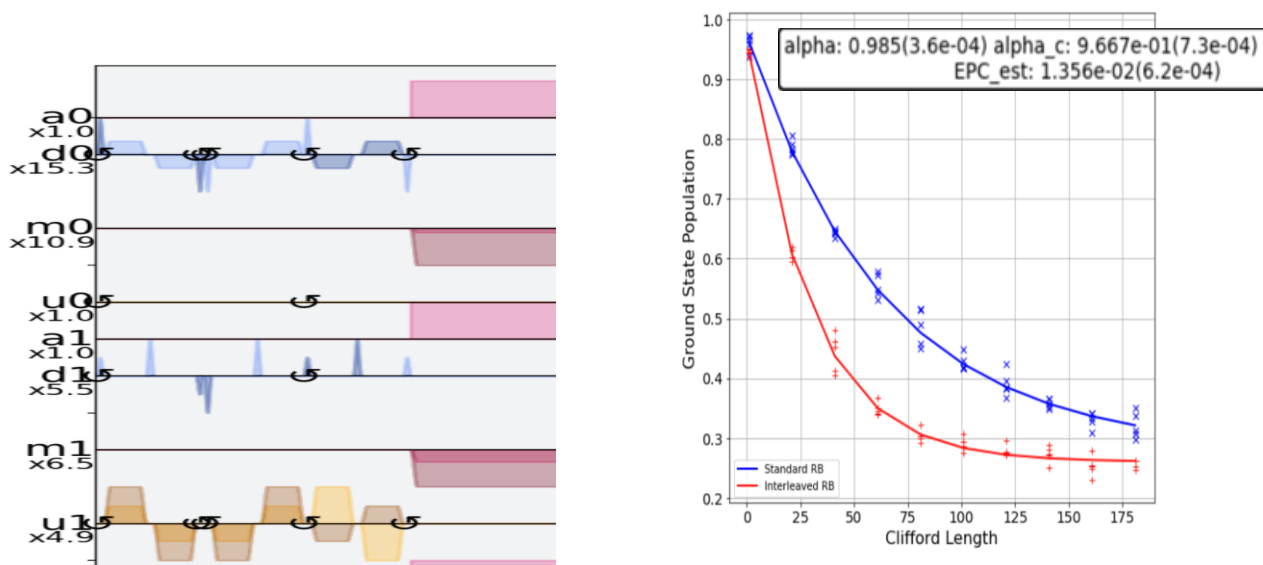 a0
x1.0
d0
x15.3
m0
x10.9
u0
x1.0
a1
x1.0
d1
x5.5
m1
x6.5
u1
x4.9
alpha: 0.985(3.6e-04) alpha_c: 9.667e-01(7.3e-04)
EPC_est: 1.356e-02(6.2e-04)
Ground State Population
1.0
0.9
0.8
0.7
0.6
0.5
0.4
0.3
0.2
Standard RB
Interleaved RB
0
25
50
75
100
125
150
175
Clifford Length